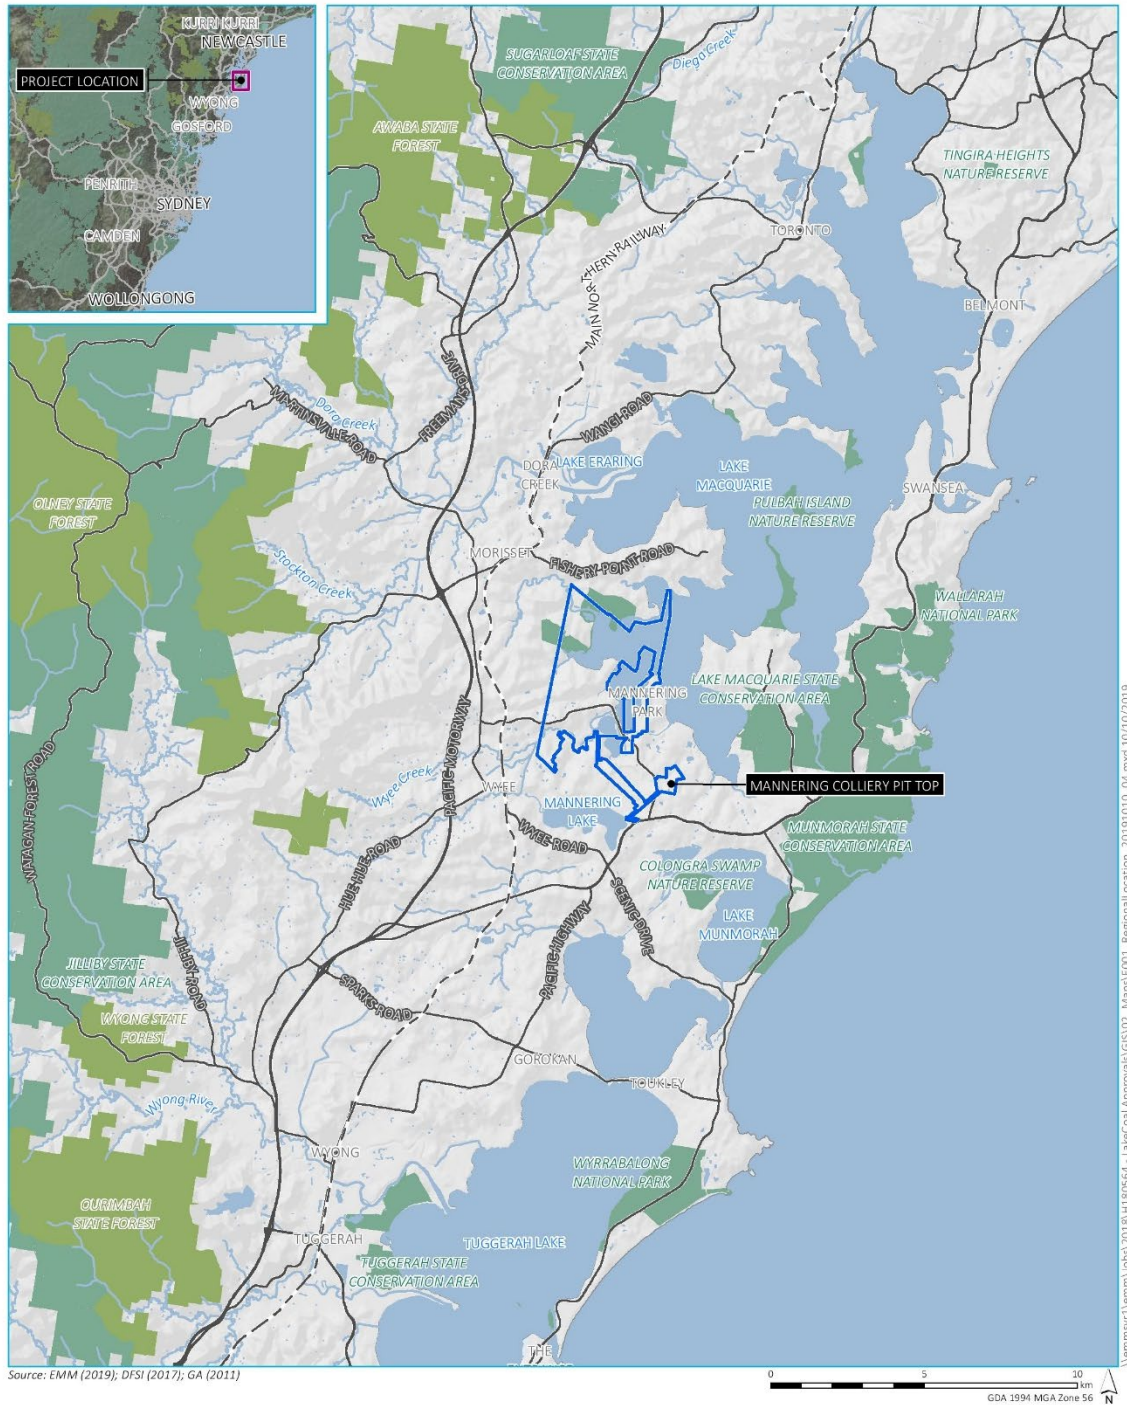 KURRI KURRI
NEWCASTLE
PROJECT LOCATION
WYONG
GOSFORD
PENRITH
SYDNEY
CAMDEN
WOLLONGONG
SUGARLOAF STATE
CONSERVATION AREA
Diega Creek
AWABA STATE
FOREST
TINGIRA HEIGHTS
NATURE RESERVE
TORONTO
MAIN NORTHERN RAILWAY
BELMONT
FREEMANS DRIVE
MARTINSVILLE ROAD
Dora Creek
WANGI ROAD
DORA
CREEK
LAKE ERARING
LAKE
MACQUARIE
PULBAH ISLAND
NATURE RESERVE
SWANSEA
OLNEY STATE
FOREST
MORISSET
FISHERY POINT ROAD
Stockton Creek
WALLARAH
NATIONAL PARK
LAKE MACQUARIE STATE
CONSERVATION AREA
MANNERING
PARK
PACIFIC MOTORWAY
WATAGAN FOREST ROAD
Wyee Creek
WYEE
MANNERING COLLIERY PIT TOP
MANNERING
LAKE
WYEE ROAD
MUNMORAH STATE
CONSERVATION AREA
HUE HUE ROAD
COLONGRA SWAMP
NATURE RESERVE
SCENIC DRIVE
LAKE
MUNMORAH
PACIFIC HIGHWAY
JILLIBY ROAD
JILLIBY STATE
CONSERVATION AREA
SPARKS ROAD
WYONG STATE
FOREST
GOROKAN
TOUKLEY
Wyong River
WYONG
WYRRABALONG
NATIONAL PARK
OURIMBAH
STATE FOREST
TUGGERAH
TUGGERAH LAKE
TUGGERAH STATE
CONSERVATION AREA
THE
Source: EMM (2019); DFSI (2017); GA (2011)
0 5 10
km
GDA 1994 MGA Zone 56
N